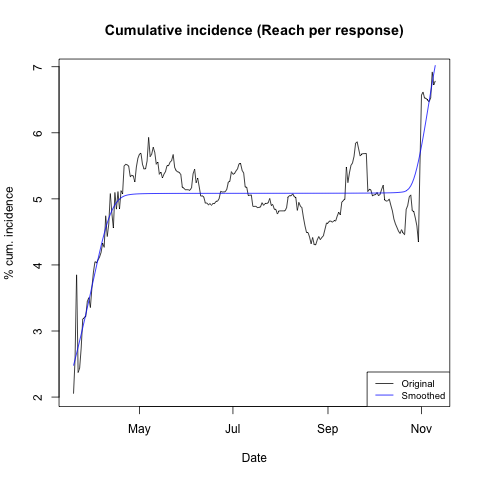 Cumulative incidence (Reach per response)
7
6
5
4
3
2
% cum. incidence
May Jul Sep Nov
Date
Original
Smoothed